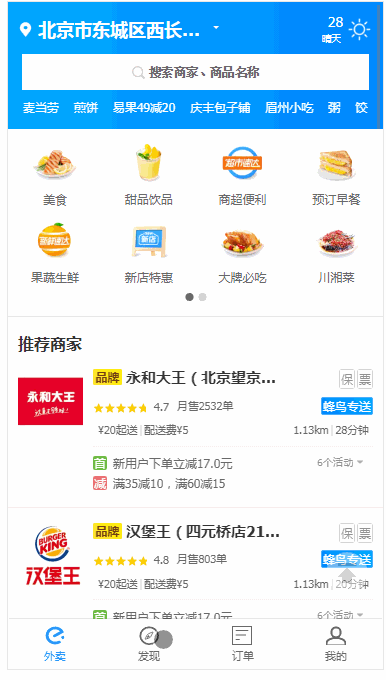 北京市东城区西长...
28
晴天
搜索商家、商品名称
麦当劳 煎饼 易果49减20 庆丰包子铺 眉州小吃 粥 饺
美食 甜品饮品 商超便利 预订早餐
超市速达
新鲜速达
新店
果蔬生鲜 新店特惠 大牌必吃 川湘菜
推荐商家
永和大王
品牌 永和大王（北京望京... 保 票
4.7 月售2532单 蜂鸟专送
¥20起送 | 配送费¥5 1.13km | 28分钟
首 新用户下单立减17.0元 6个活动
减 满35减10，满60减15
BURGER KING
汉堡王
品牌 汉堡王（四元桥店21... 保 票
4.8 月售803单 蜂鸟专送
¥20起送 | 配送费¥5 1.13km | 20分钟
首 新用户下单立减17.0元 6个活动
外卖 发现 订单 我的